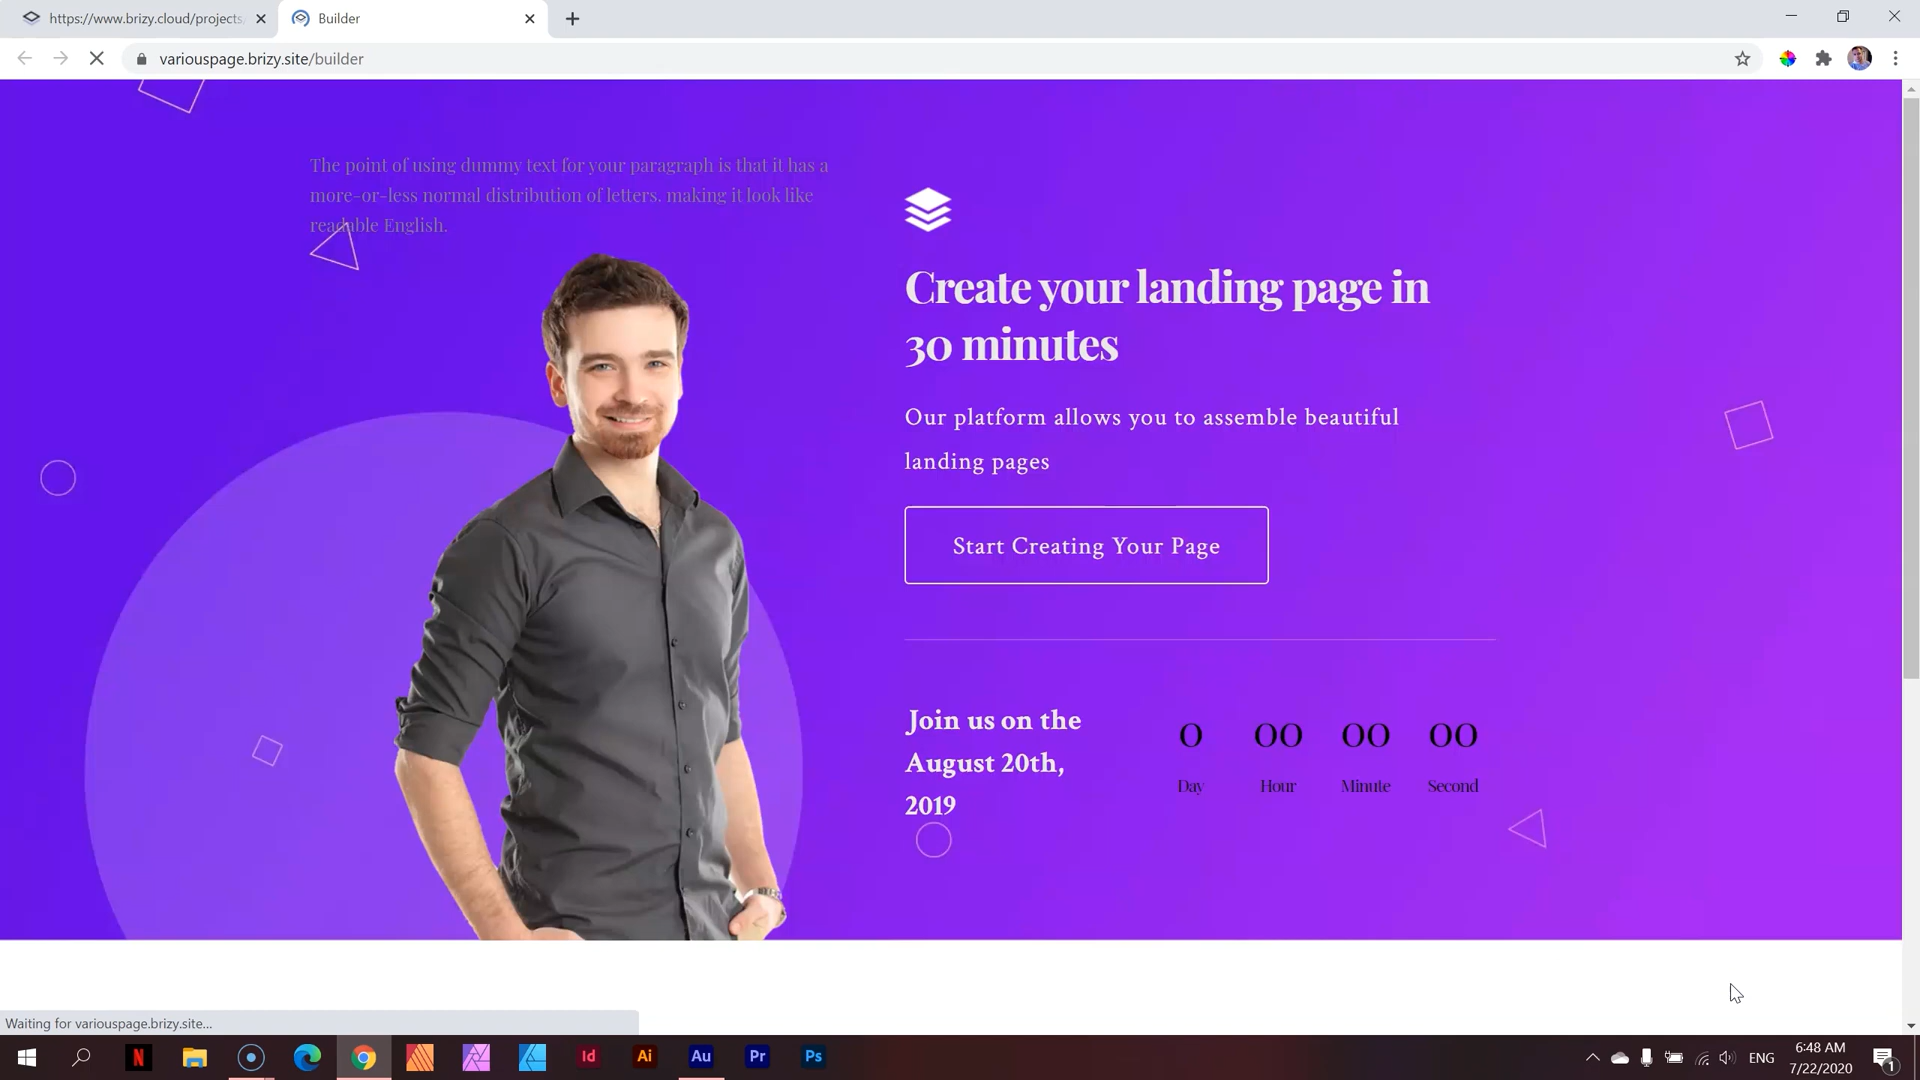 https://www.brizy.cloud/projects
Builder
variouspage.brizy.site/builder
The point of using dummy text for your paragraph is that it has a
more-or-less normal distribution of letters. making it look like
readable English.
Create your landing page in
30 minutes
Our platform allows you to assemble beautiful
landing pages
Start Creating Your Page
Join us on the
August 20th,
2019
0 00 00 00
Day Hour Minute Second
Waiting for variouspage.brizy.site...
N Id Ai Au Pr Ps
ENG
6:48 AM
7/22/2020
1